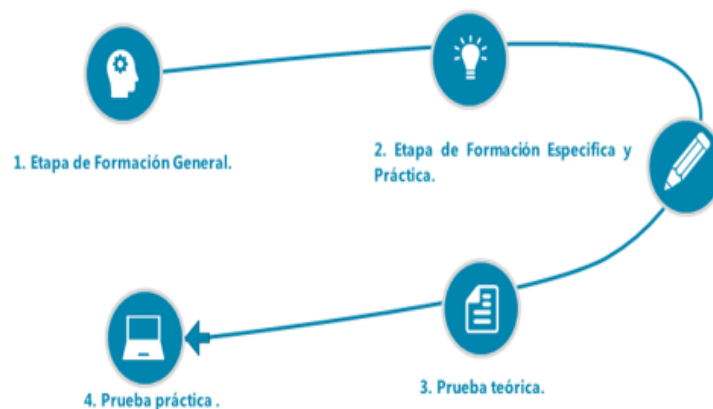 1. Etapa de Formación General.
2. Etapa de Formación Especifica y
Práctica.
3. Prueba teórica.
4. Prueba práctica .